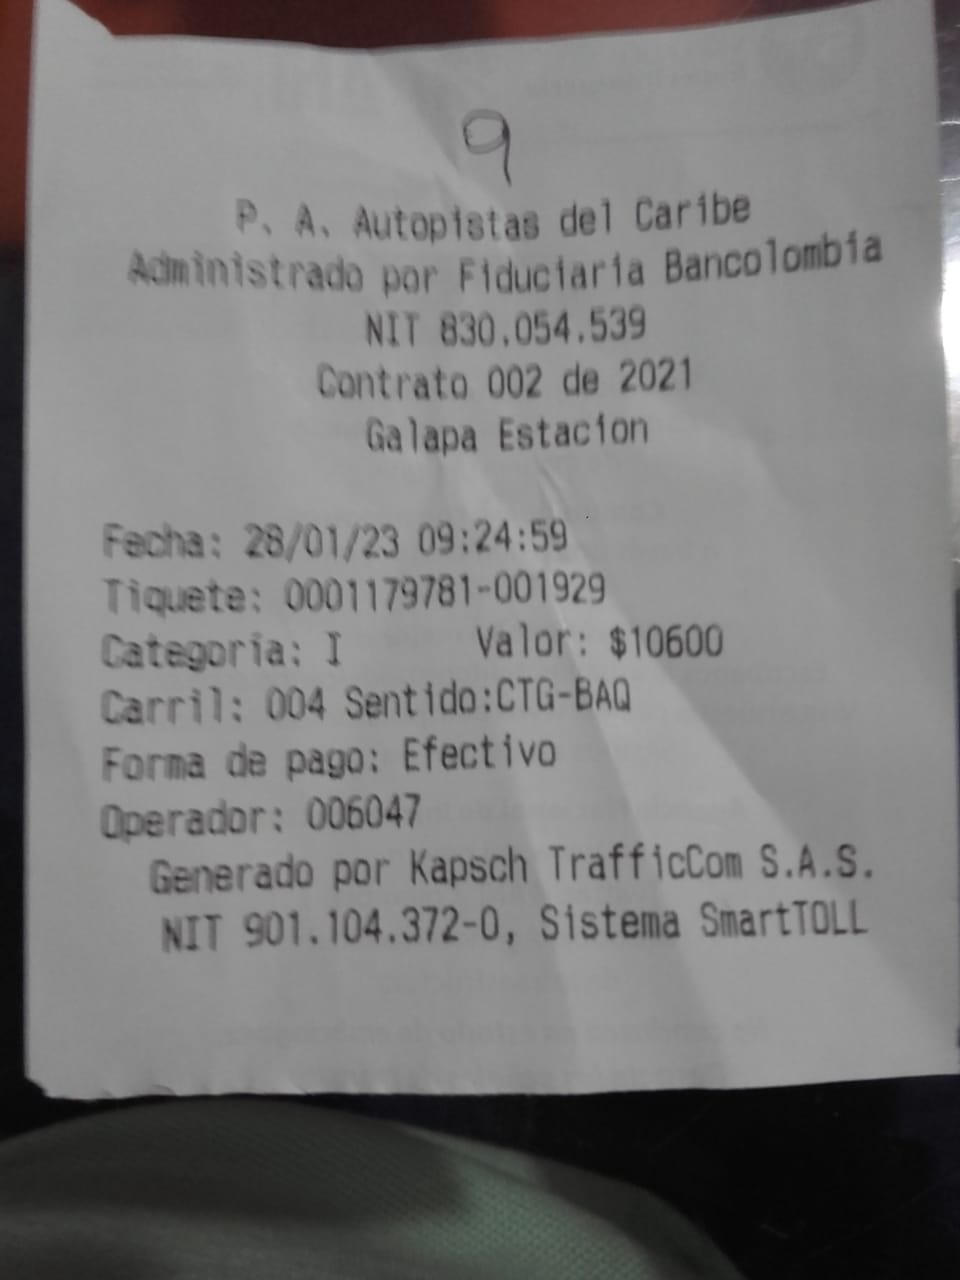 9
P. A. Autopistas del Caribe
Administrado por Fiduciaria Bancolombia
NIT 830.054.539
Contrato 002 de 2021
Galapa Estacion
Fecha: 28/01/23 09:24:59
Tiquete: 0001179781-001929
Categoria: I Valor: $10600
Carril: 004 Sentido:CTG-BAQ
Forma de pago: Efectivo
Operador: 006047
Generado por Kapsch TrafficCom S.A.S.
NIT 901.104.372-0, Sistema SmartTOLL